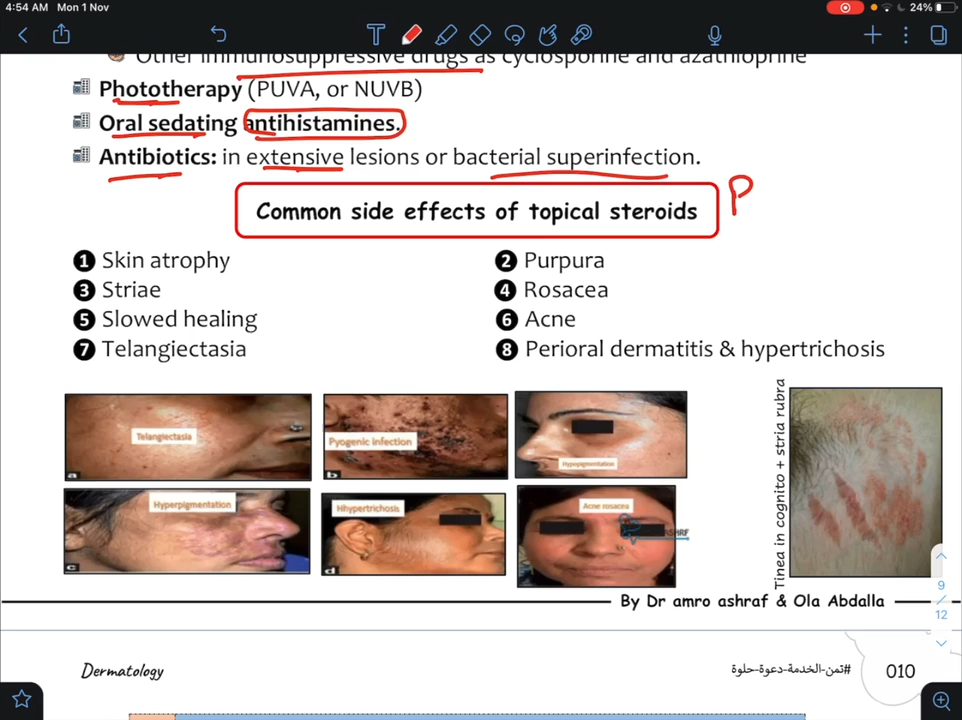 4:54 AM Mon 1 Nov
24%
Other immunosuppressive drugs as cyclosporine and azathioprine
Phototherapy (PUVA, or NUVB)
Oral sedating antihistamines.
Antibiotics: in extensive lesions or bacterial superinfection.
Common side effects of topical steroids
P
1 Skin atrophy
2 Purpura
3 Striae
4 Rosacea
5 Slowed healing
6 Acne
7 Telangiectasia
8 Perioral dermatitis & hypertrichosis
Telangiectasia
a
Pyogenic infection
b
Hypopigmentation
Hyperpigmentation
c
Hhypertrichosis
d
Acne rosacea
Tinea in cognito + stria rubra
9
12
By Dr amro ashraf & Ola Abdalla
Dermatology
#تمن-الخدمة-دعوة-حلوة
010